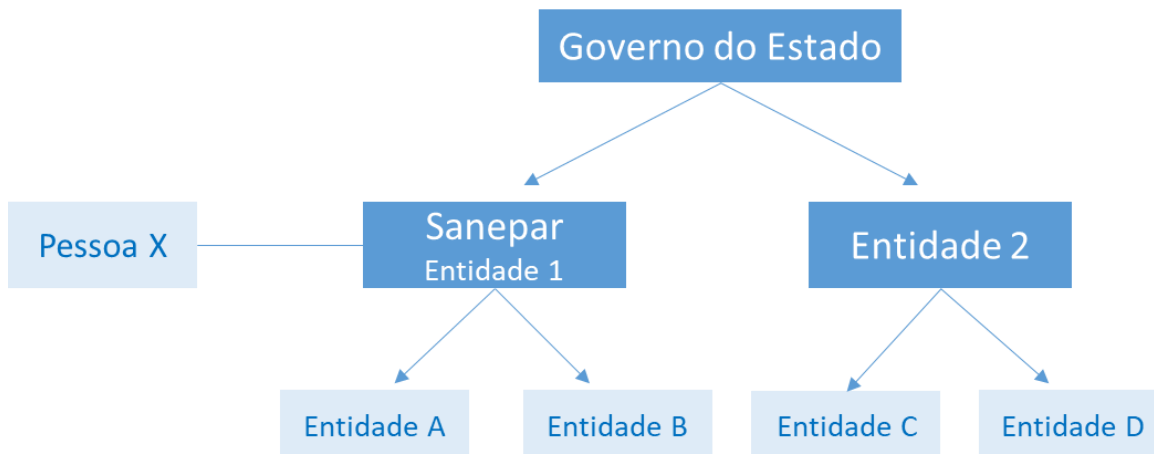 Governo do Estado
Pessoa X
Sanepar
Entidade 1
Entidade 2
Entidade A
Entidade B
Entidade C
Entidade D